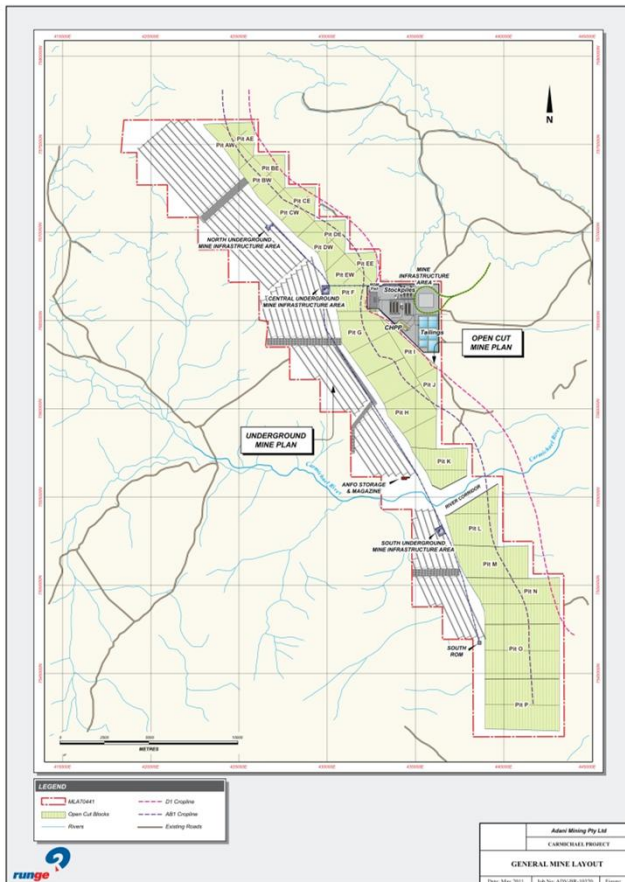 N
Pit AE
Pit AW
Pit BE
Pit BW
Pit CE
Pit CW
NORTH UNDERGROUND
MINE INFRASTRUCTURE AREA
Pit DE
Pit DW
Pit EE
Pit EW
MINE
INFRASTRUCTURE
AREA
Stockpiles
CENTRAL UNDERGROUND
MINE INFRASTRUCTURE AREA
Pit F
CHPP
Tailings
Pit G
Pit I
OPEN CUT
MINE PLAN
Pit J
Pit H
UNDERGROUND
MINE PLAN
Pit K
Carmichael River
Carmichael River
ANFO STORAGE
& MAGAZINE
RIVER CORRIDOR
Pit L
SOUTH UNDERGROUND
MINE INFRASTRUCTURE AREA
Pit M
Pit N
SOUTH
ROM
Pit O
Pit P
METRES
LEGEND
MLA70441
D1 Cropline
Open Cut Blocks
AB1 Cropline
Rivers
Existing Roads
runge
Adani Mining Pty Ltd
CARMICHAEL PROJECT
GENERAL MINE LAYOUT